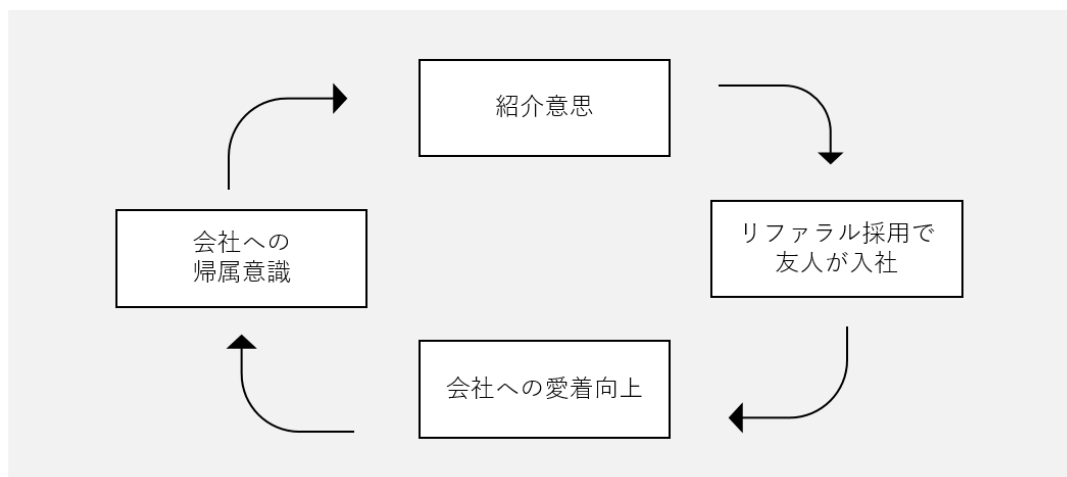 紹介意思
リファラル採用で
友人が入社
会社への愛着向上
会社への
帰属意識